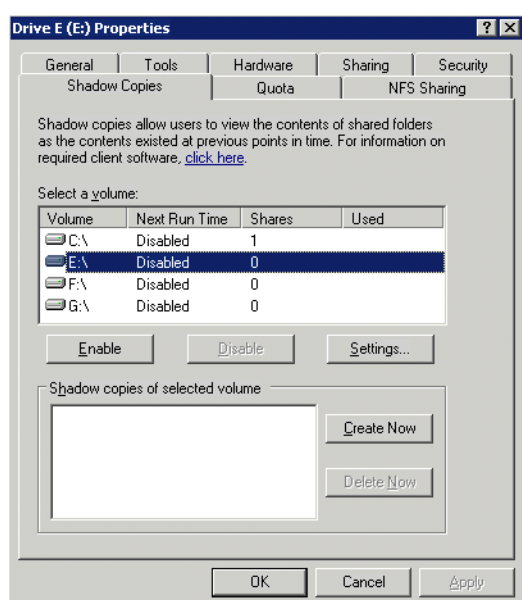 Drive E (E:) Properties
General Tools Hardware Sharing Security
Shadow Copies Quota NFS Sharing
Shadow copies allow users to view the contents of shared folders
as the contents existed at previous points in time. For information on
required client software, click here.
Select a volume:
Volume Next Run Time Shares Used
C:\ Disabled 1
E:\ Disabled 0
F:\ Disabled 0
G:\ Disabled 0
Enable Disable Settings...
Shadow copies of selected volume
Create Now
Delete Now
OK Cancel Apply